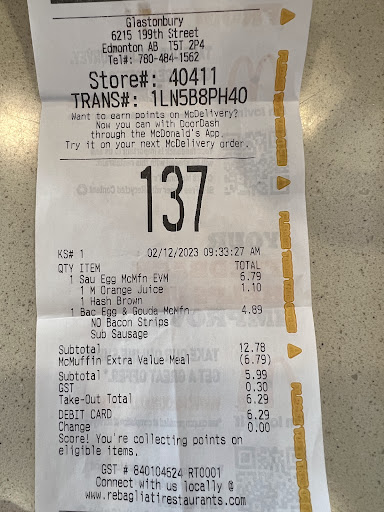 Glastonbury
6215 199th Street
Edmonton AB T5T 2P4
Tel#: 780-484-1562
Store#: 40411
TRANS#: 1LN5B8PH40
Want to earn points on McDelivery?
Now you can with DoorDash
through the McDonald's App.
Try it on your next McDelivery order.
137
KS# 1 02/12/2023 09:33:27 AM
QTY ITEM TOTAL
1 Sau Egg McMfn EVM 6.79
1 M Orange Juice 1.10
1 Hash Brown
1 Bac Egg & Gouda McMfn 4.89
NO Bacon Strips
Sub Sausage
Subtotal 12.78
McMuffin Extra Value Meal (6.79)
Subtotal 5.99
GST 0.30
Take-Out Total 6.29
DEBIT CARD 6.29
Change 0.00
Score! You're collecting points on
eligible items.
GST # 840104624 RT0001
Connect with us locally @
www.rebagliatirestaurants.com